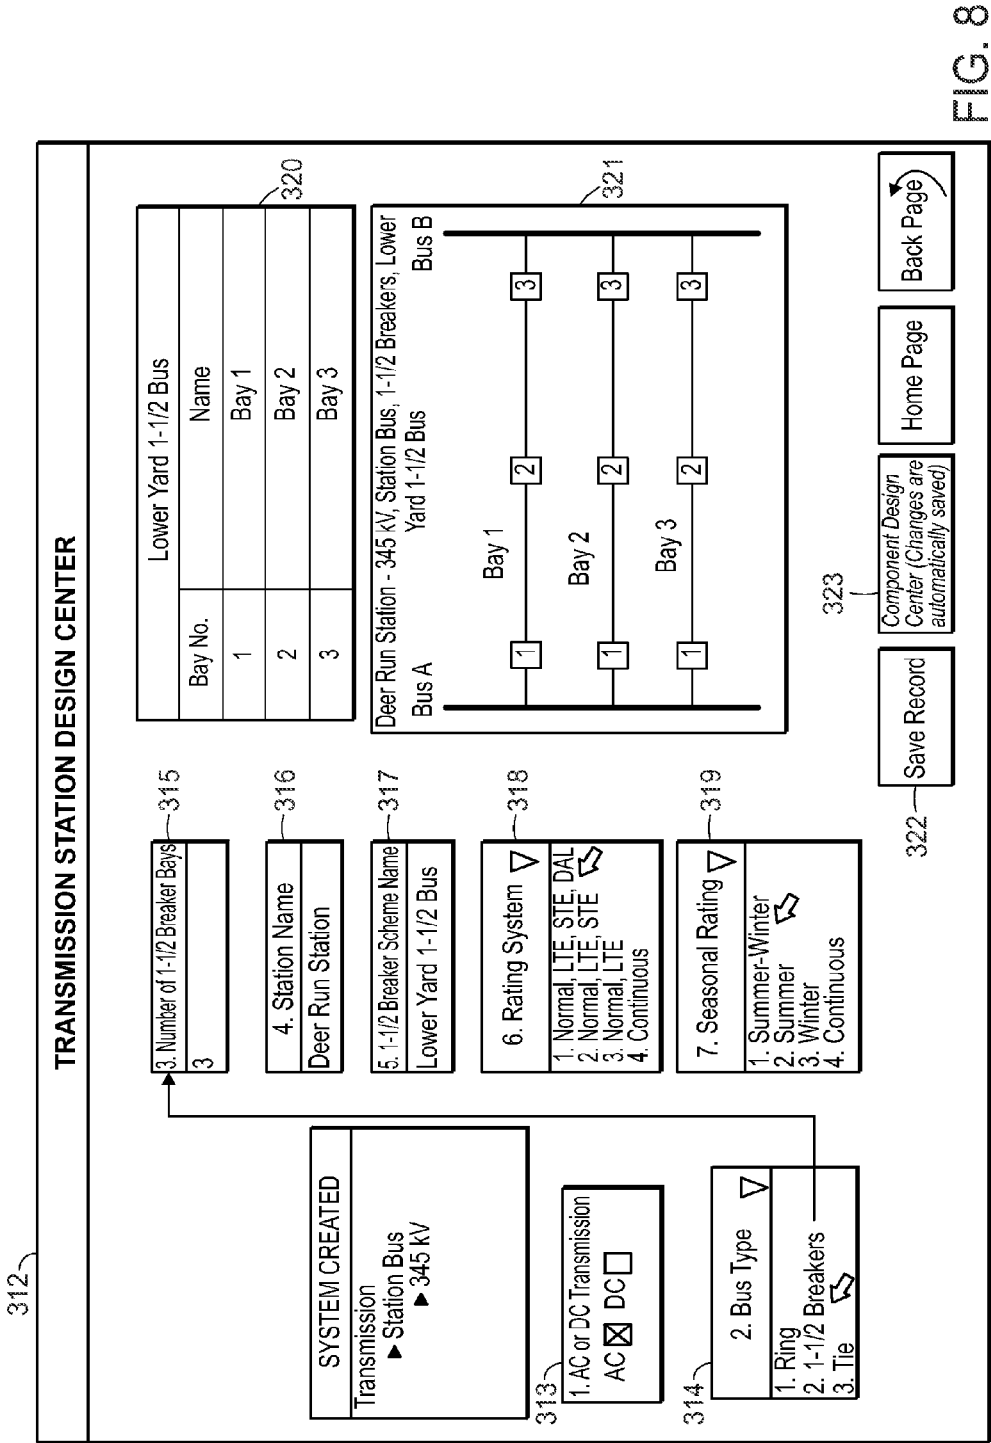 312
TRANSMISSION STATION DESIGN CENTER
SYSTEM CREATED
Transmission
► Station Bus
► 345 kV
313
1. AC or DC Transmission
AC ☒ DC ☐
314
2. Bus Type ▽
1. Ring
2. 1-1/2 Breakers
3. Tie
3. Number of 1-1/2 Breaker Bays
3
315
4. Station Name
Deer Run Station
316
5. 1-1/2 Breaker Scheme Name
Lower Yard 1-1/2 Bus
317
6. Rating System ▽
1. Normal, LTE, STE, DAL
2. Normal, LTE, STE
3. Normal, LTE
4. Continuous
318
7. Seasonal Rating ▽
1. Summer-Winter
2. Summer
3. Winter
4. Continuous
319
Lower Yard 1-1/2 Bus
Bay No. Name
1 Bay 1
2 Bay 2
3 Bay 3
320
Deer Run Station - 345 kV, Station Bus, 1-1/2 Breakers, Lower
Yard 1-1/2 Bus
Bus A Bus B
Bay 1
1 2 3
Bay 2
1 2 3
Bay 3
1 2 3
321
322
Save Record
323
Component Design
Center (Changes are
automatically saved)
Home Page
Back Page
FIG. 8